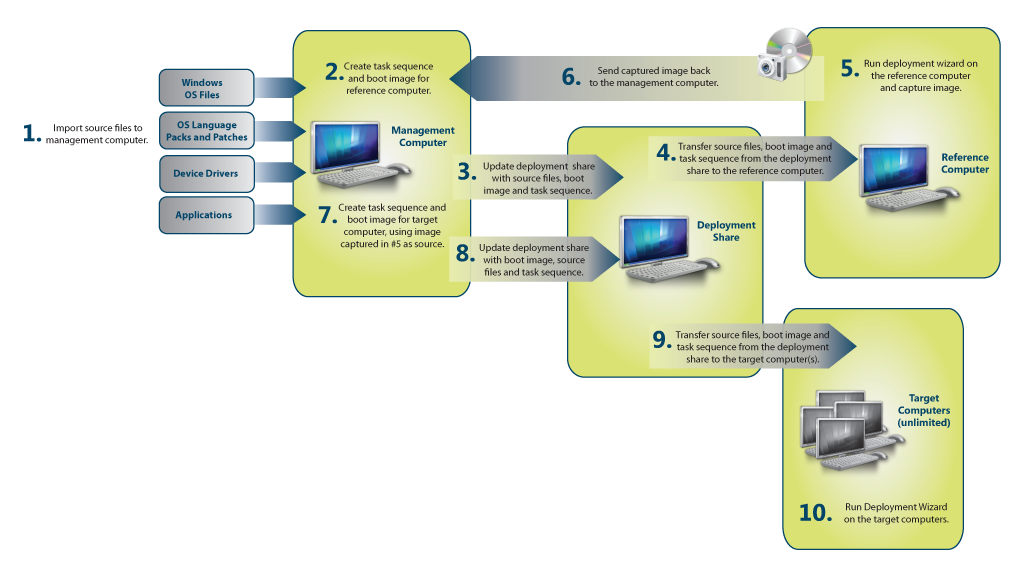 1. Import source files to
management computer.
Windows
OS Files
OS Language
Packs and Patches
Device Drivers
Applications
2. Create task sequence
and boot image for
reference computer.
Management
Computer
3. Update deployment share
with source files, boot
image and task sequence.
4. Transfer source files, boot image and
task sequence from the deployment
share to the reference computer.
5. Run deployment wizard on
the reference computer
and capture image.
Reference
Computer
6. Send captured image back
to the management computer.
7. Create task sequence and
boot image for target
computer, using image
captured in #5 as source.
8. Update deployment share
with boot image, source
files and task sequence.
Deployment
Share
9. Transfer source files, boot image and
task sequence from the deployment
share to the target computer(s).
Target
Computers
(unlimited)
10. Run Deployment Wizard
on the target computers.